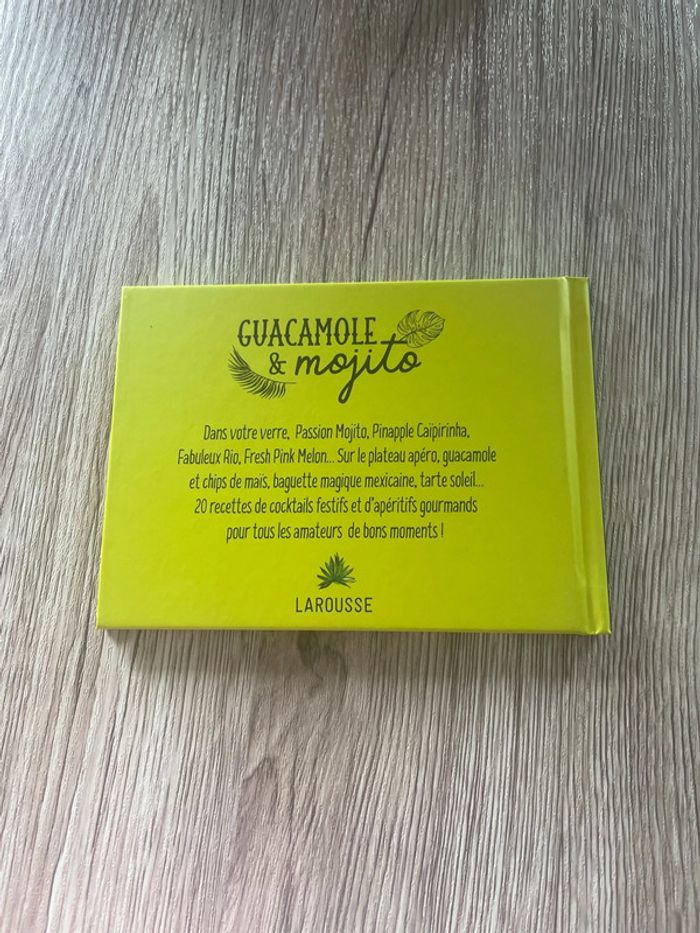 GUACAMOLE
& mojito
Dans votre verre, Passion Mojito, Pinapple Caïpirinha,
Fabuleux Rio, Fresh Pink Melon... Sur le plateau apéro, guacamole
et chips de maïs, baguette magique mexicaine, tarte soleil...
20 recettes de cocktails festifs et d'apéritifs gourmands
pour tous les amateurs de bons moments !
LAROUSSE